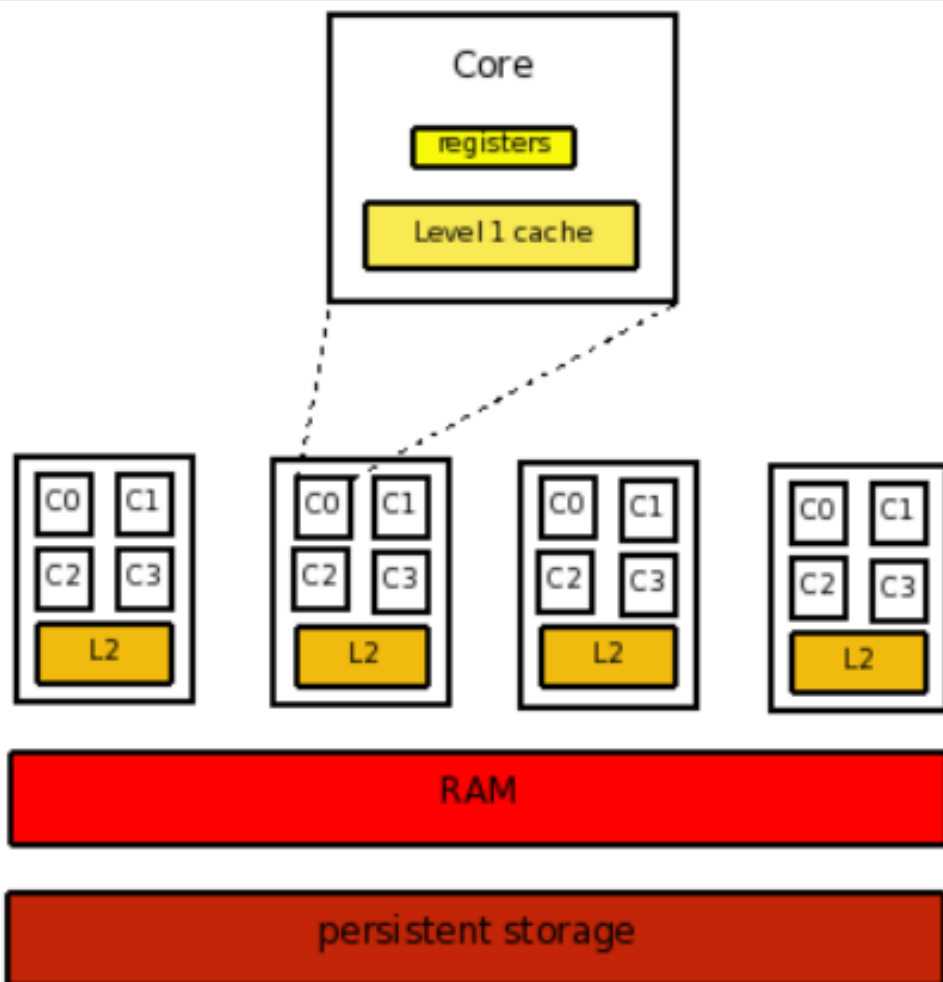 Core
registers
Level 1 cache
C0 C1 C0 C1 C0 C1 C0 C1
C2 C3 C2 C3 C2 C3 C2 C3
L2 L2 L2 L2
RAM
persistent storage